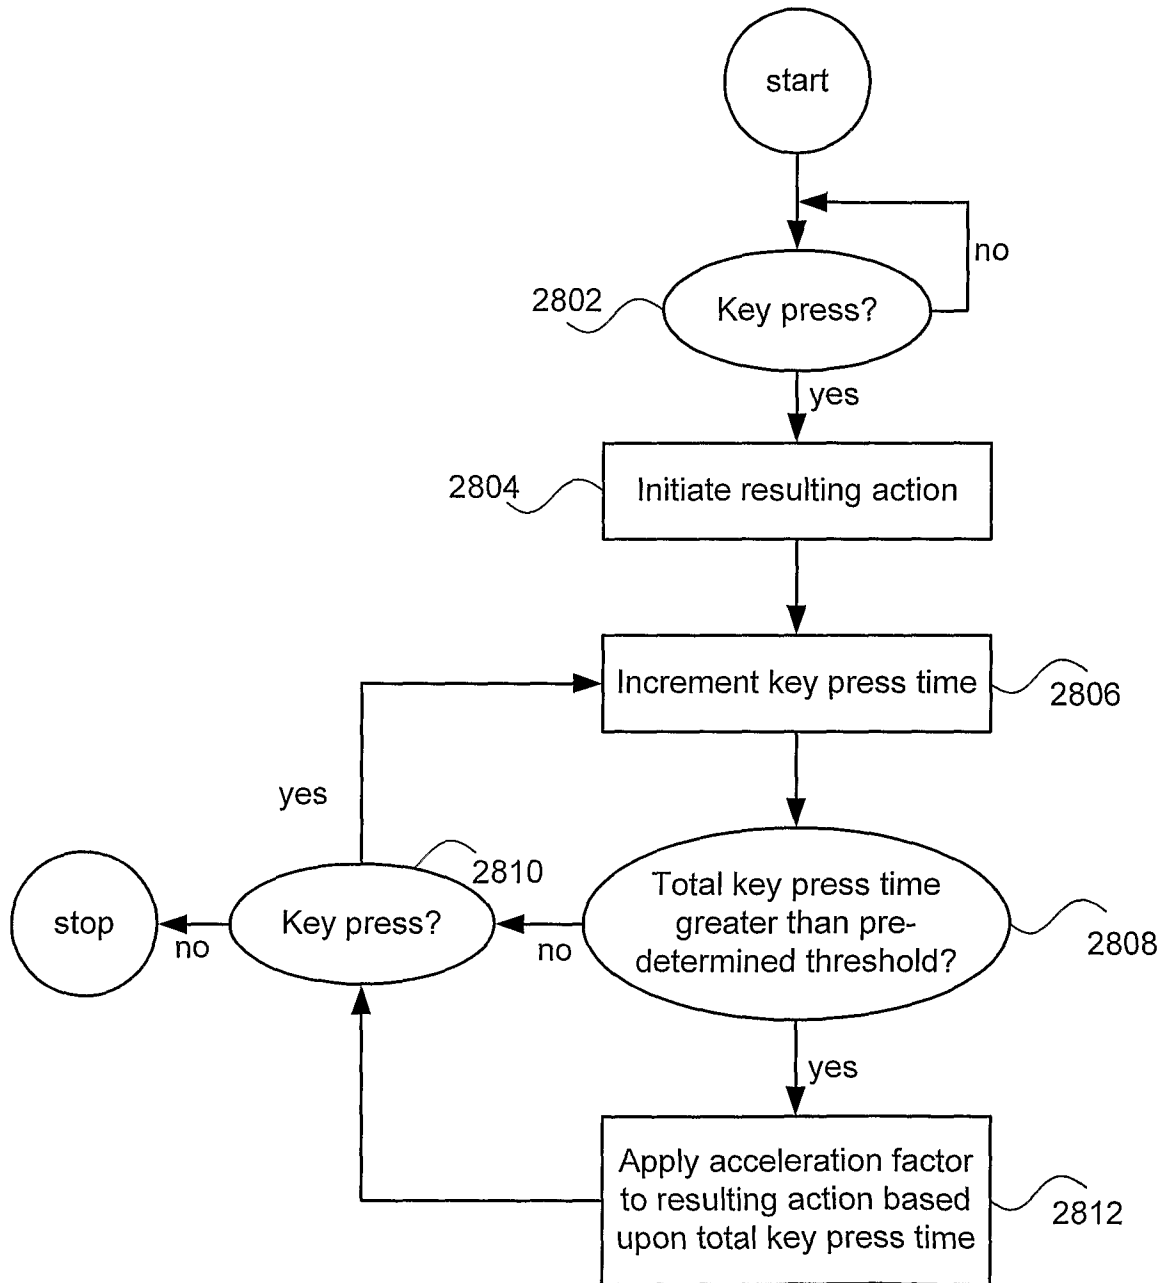 start
no
2802
Key press?
yes
2804
Initiate resulting action
Increment key press time
2806
yes
2810
Total key press time
greater than pre-
determined threshold?
stop
no
Key press?
no
2808
yes
Apply acceleration factor
to resulting action based
upon total key press time
2812